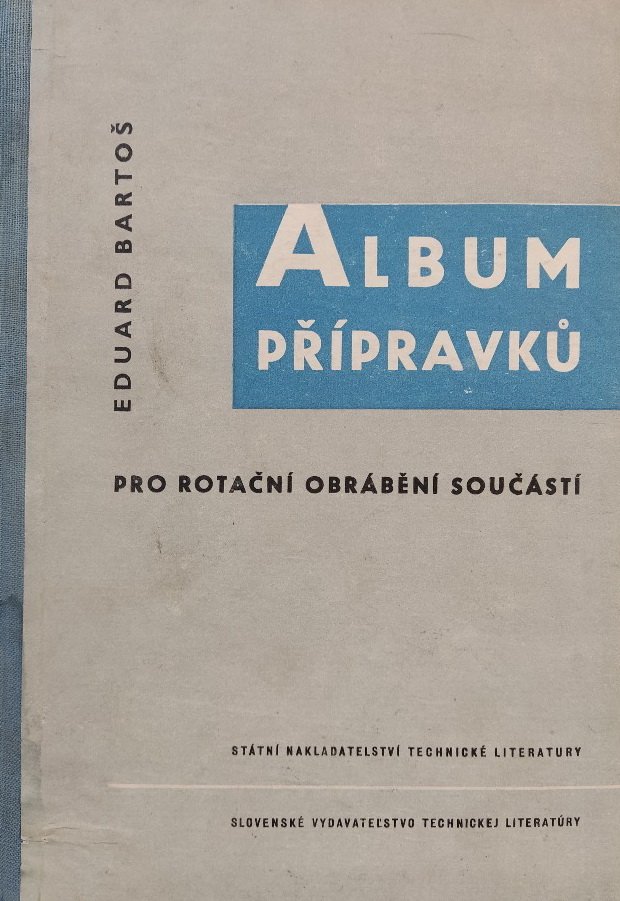 EDUARD BARTOŠ
ALBUM
PŘÍPRAVKŮ
PRO ROTAČNÍ OBRÁBĚNÍ SOUČÁSTÍ
STÁTNÍ NAKLADATELSTVÍ TECHNICKÉ LITERATURY
SLOVENSKÉ VYDAVATEĽSTVO TECHNICKEJ LITERATÚRY